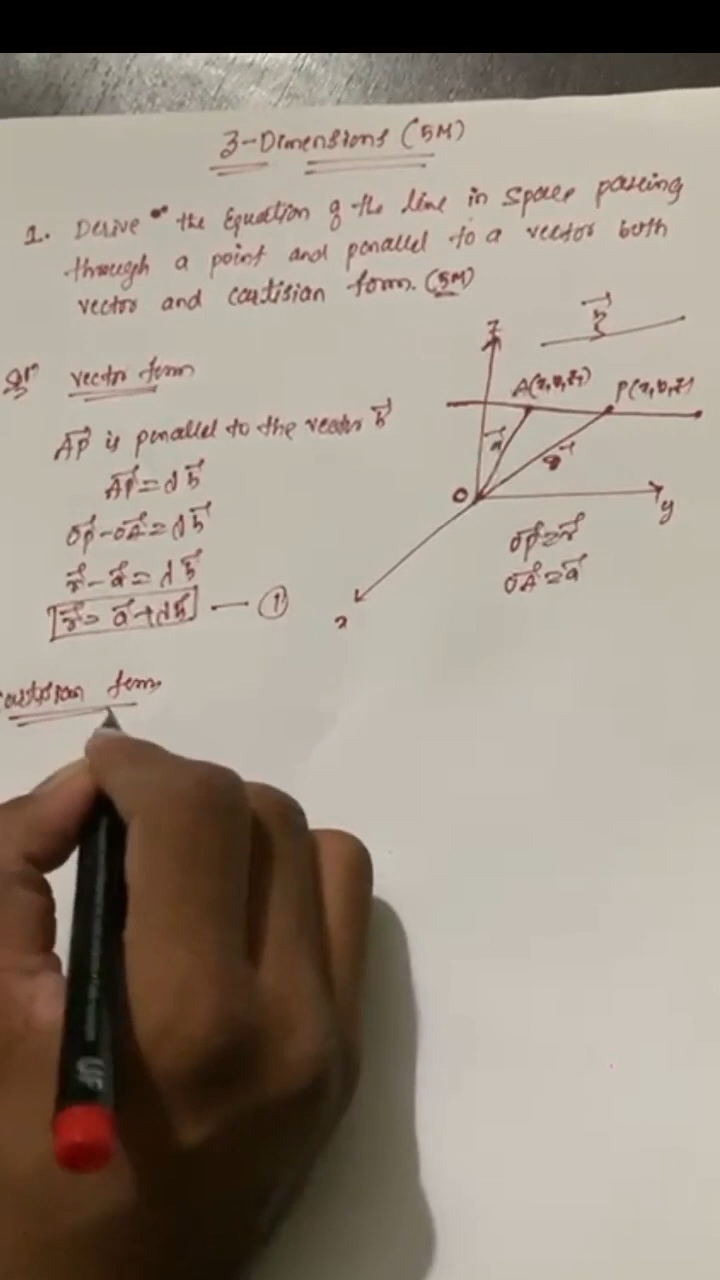 3-Dimensions (5M)
1. Derive the Equation of the line in space passing
through a point and parallel to a vector both
vector and cartisian form. (5M)
Vector form
AP⃗ is parallel to the vector b⃗
AP⃗ = λb⃗
OP⃗ - OA⃗ = λb⃗
r⃗ - a⃗ = λb⃗
r⃗ = a⃗ + λb⃗ — ①
Cartisian form
b⃗
z
A(x₁, y₁, z₁)
P(x, y, z)
a⃗
r⃗
O
y
x
OP⃗ = r⃗
OA⃗ = a⃗
UF